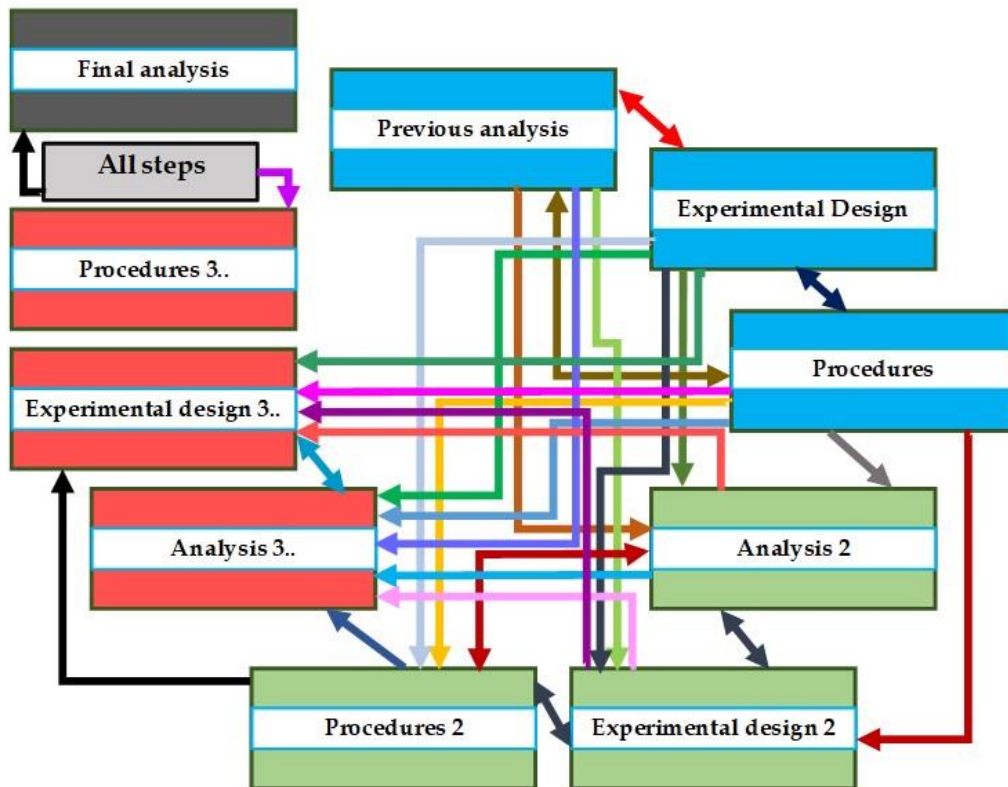 Final analysis
Previous analysis
All steps
Experimental Design
Procedures 3..
Procedures
Experimental design 3..
Analysis 3..
Analysis 2
Procedures 2
Experimental design 2